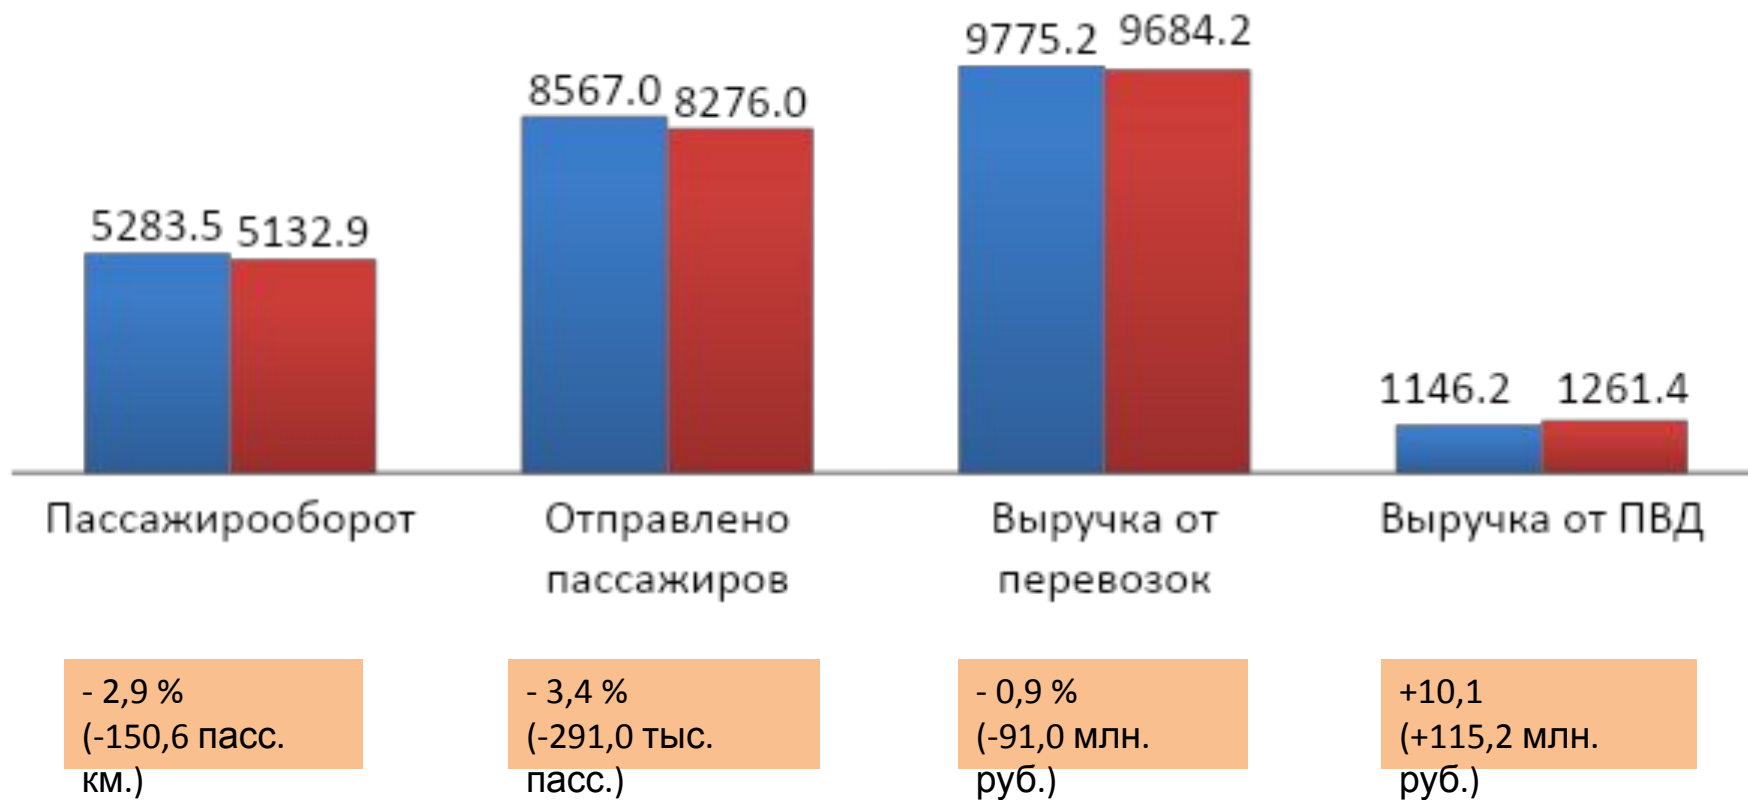 9775.2 9684.2
8567.0 8276.0
5283.5 5132.9
1146.2 1261.4
Пассажирооборот
Отправлено
пассажиров
Выручка от
перевозок
Выручка от ПВД
- 2,9 %
(-150,6 пасс.
км.)
- 3,4 %
(-291,0 тыс.
пасс.)
- 0,9 %
(-91,0 млн.
руб.)
+10,1
(+115,2 млн.
руб.)